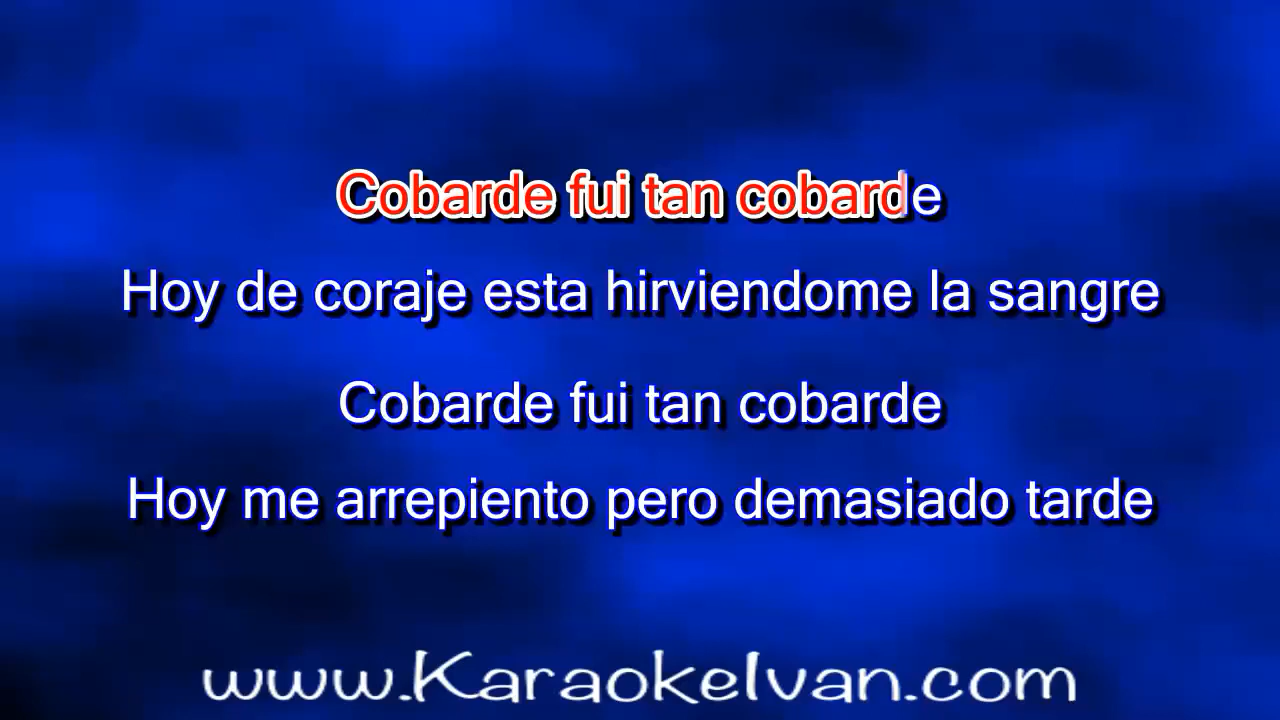 Cobarde fui tan cobarde
Hoy de coraje esta hirviendome la sangre
Cobarde fui tan cobarde
Hoy me arrepiento pero demasiado tarde
www.KaraokeIvan.com